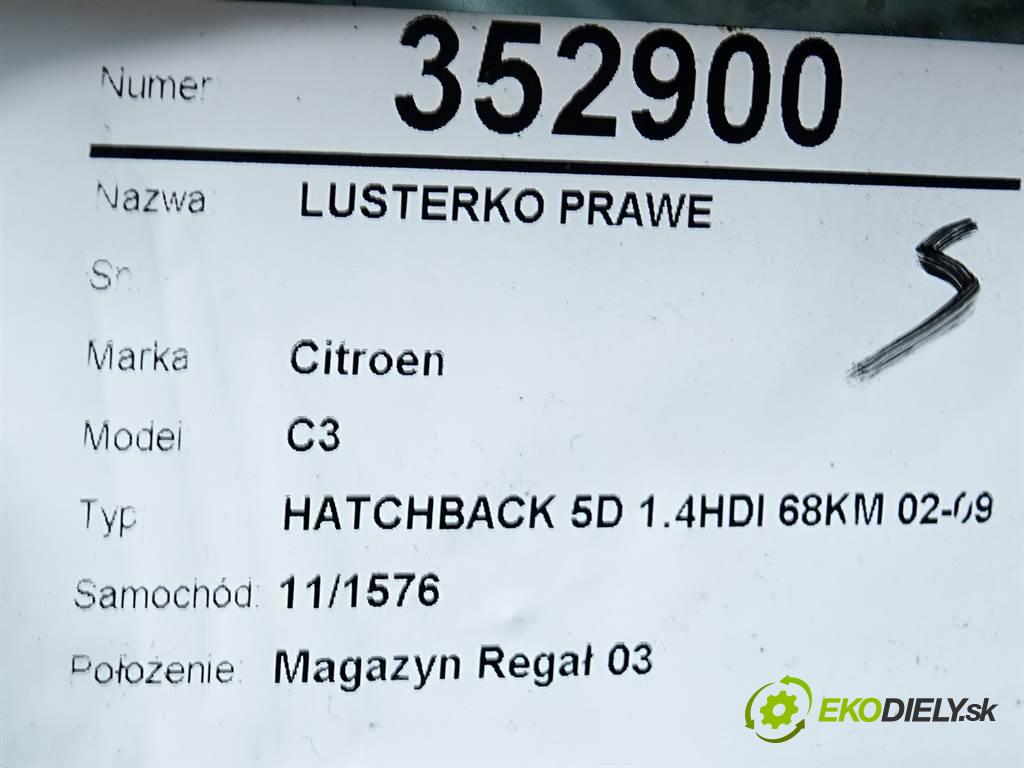 Numer 352900
Nazwa LUSTERKO PRAWE
Sn.
S
Marka Citroen
Model C3
Typ HATCHBACK 5D 1.4HDI 68KM 02-09
Samochód: 11/1576
Położenie: Magazyn Regał 03
EKODIELY.sk